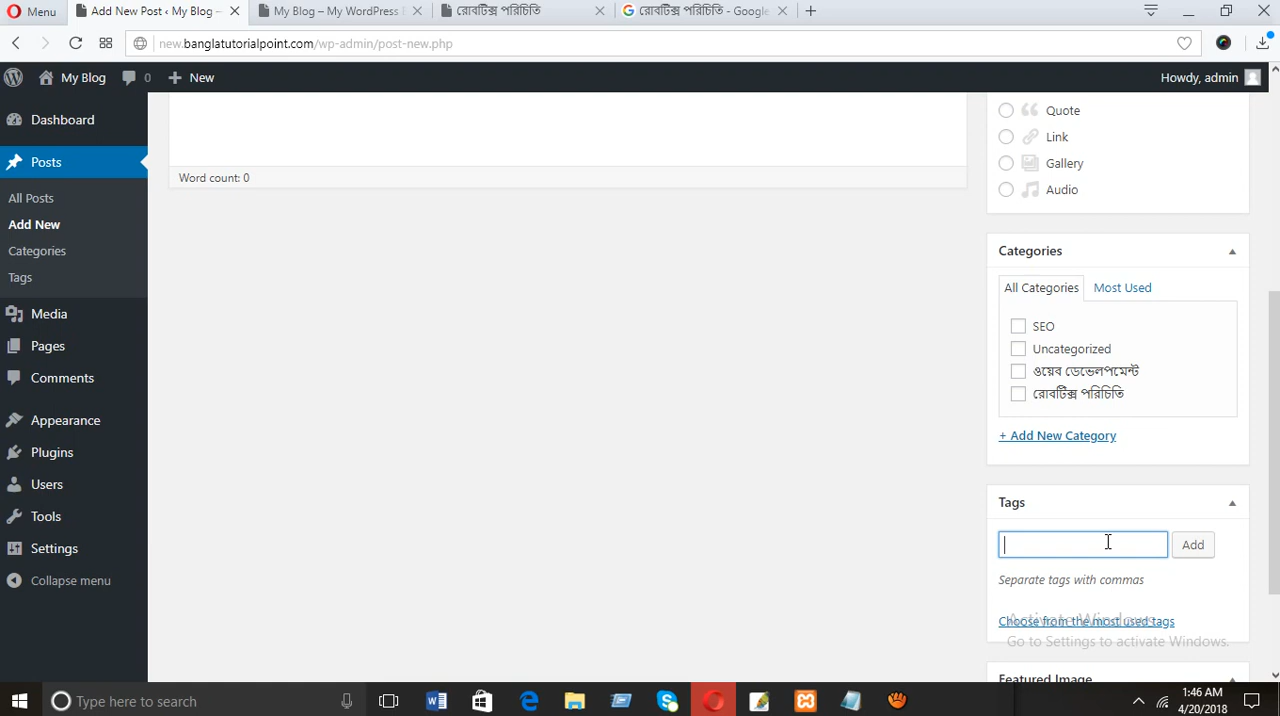 Menu
Add New Post ‹ My Blog –
My Blog – My WordPress
রোবটিক্স পরিচিতি
রোবটিক্স পরিচিতি - Google
new.banglatutorialpoint.com/wp-admin/post-new.php
My Blog
0
New
Howdy, admin
Dashboard
Posts
All Posts
Add New
Categories
Tags
Media
Pages
Comments
Appearance
Plugins
Users
Tools
Settings
Collapse menu
Word count: 0
Quote
Link
Gallery
Audio
Categories
All Categories
Most Used
SEO
Uncategorized
ওয়েব ডেভেলপমেন্ট
রোবটিক্স পরিচিতি
+ Add New Category
Tags
Add
Separate tags with commas
Choose from the most used tags
Activate Windows
Go to Settings to activate Windows.
Featured Image
Type here to search
1:46 AM
4/20/2018